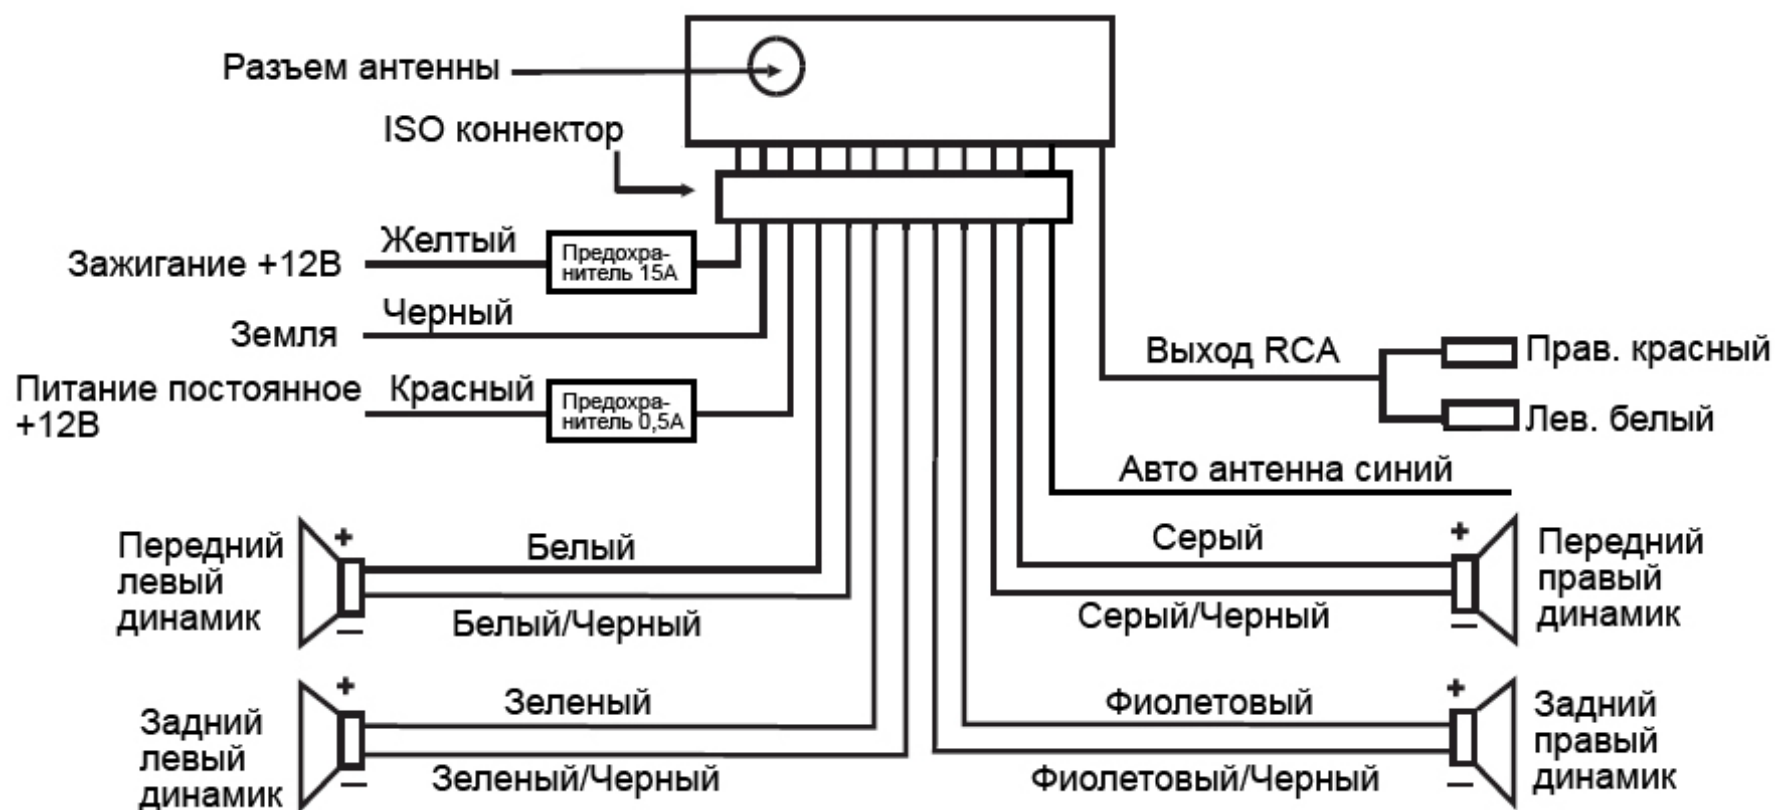 Разъем антенны
ISO коннектор
Желтый
Зажигание +12В
Предохра-
нитель 15А
Черный
Земля
Питание постоянное
+12В
Красный
Предохра-
нитель 0,5А
Выход RCA
Прав. красный
Лев. белый
Авто антенна синий
Передний
левый
динамик
+
Белый
–
Белый/Черный
Серый
+
Передний
правый
динамик
Серый/Черный
–
Задний
левый
динамик
+
Зеленый
–
Зеленый/Черный
Фиолетовый
+
Задний
правый
динамик
Фиолетовый/Черный
–